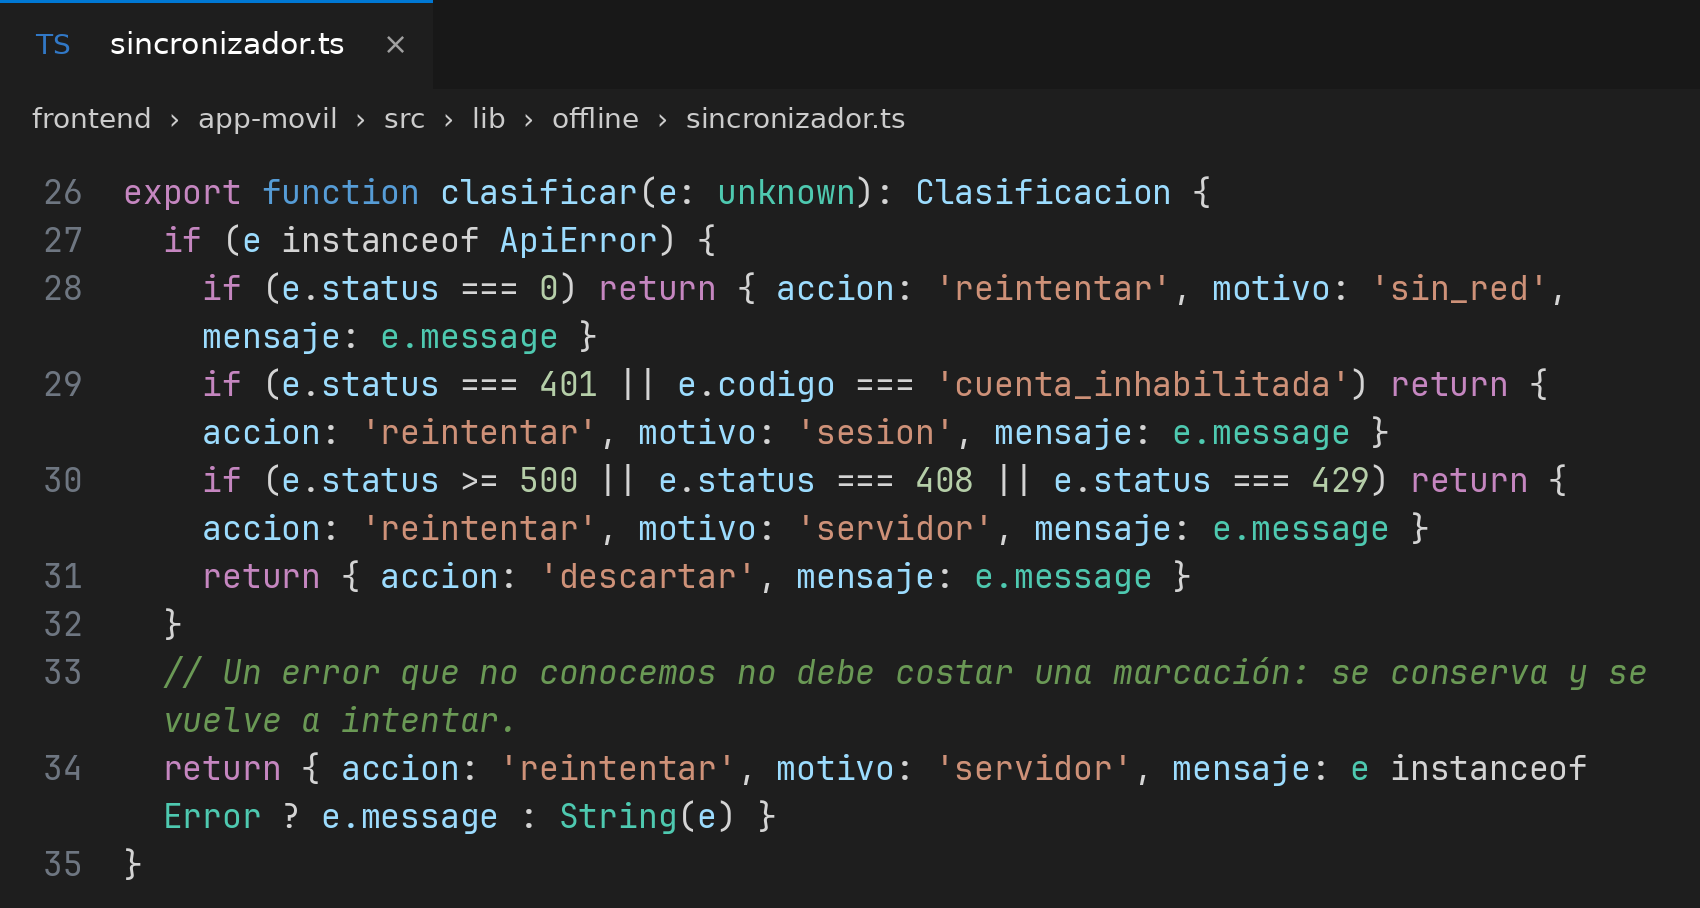 TS sincronizador.ts ×
frontend › app-movil › src › lib › offline › sincronizador.ts
26 export function clasificar(e: unknown): Clasificacion {
27 if (e instanceof ApiError) {
28 if (e.status === 0) return { accion: 'reintentar', motivo: 'sin_red',
mensaje: e.message }
29 if (e.status === 401 || e.codigo === 'cuenta_inhabilitada') return {
accion: 'reintentar', motivo: 'sesion', mensaje: e.message }
30 if (e.status >= 500 || e.status === 408 || e.status === 429) return {
accion: 'reintentar', motivo: 'servidor', mensaje: e.message }
31 return { accion: 'descartar', mensaje: e.message }
32 }
33 // Un error que no conocemos no debe costar una marcación: se conserva y se
vuelve a intentar.
34 return { accion: 'reintentar', motivo: 'servidor', mensaje: e instanceof
Error ? e.message : String(e) }
35 }